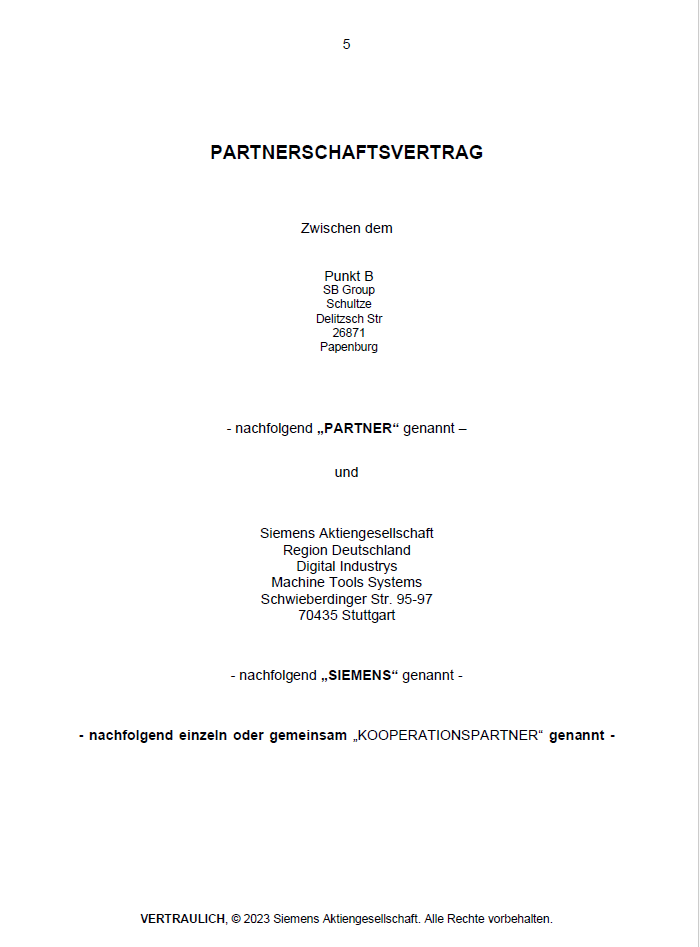 5
PARTNERSCHAFTSVERTRAG
Zwischen dem
Punkt B
SB Group
Schultze
Delitzsch Str
26871
Papenburg
- nachfolgend „PARTNER“ genannt –
und
Siemens Aktiengesellschaft
Region Deutschland
Digital Industrys
Machine Tools Systems
Schwieberdinger Str. 95-97
70435 Stuttgart
- nachfolgend „SIEMENS“ genannt -
- nachfolgend einzeln oder gemeinsam „KOOPERATIONSPARTNER“ genannt -
VERTRAULICH, © 2023 Siemens Aktiengesellschaft. Alle Rechte vorbehalten.